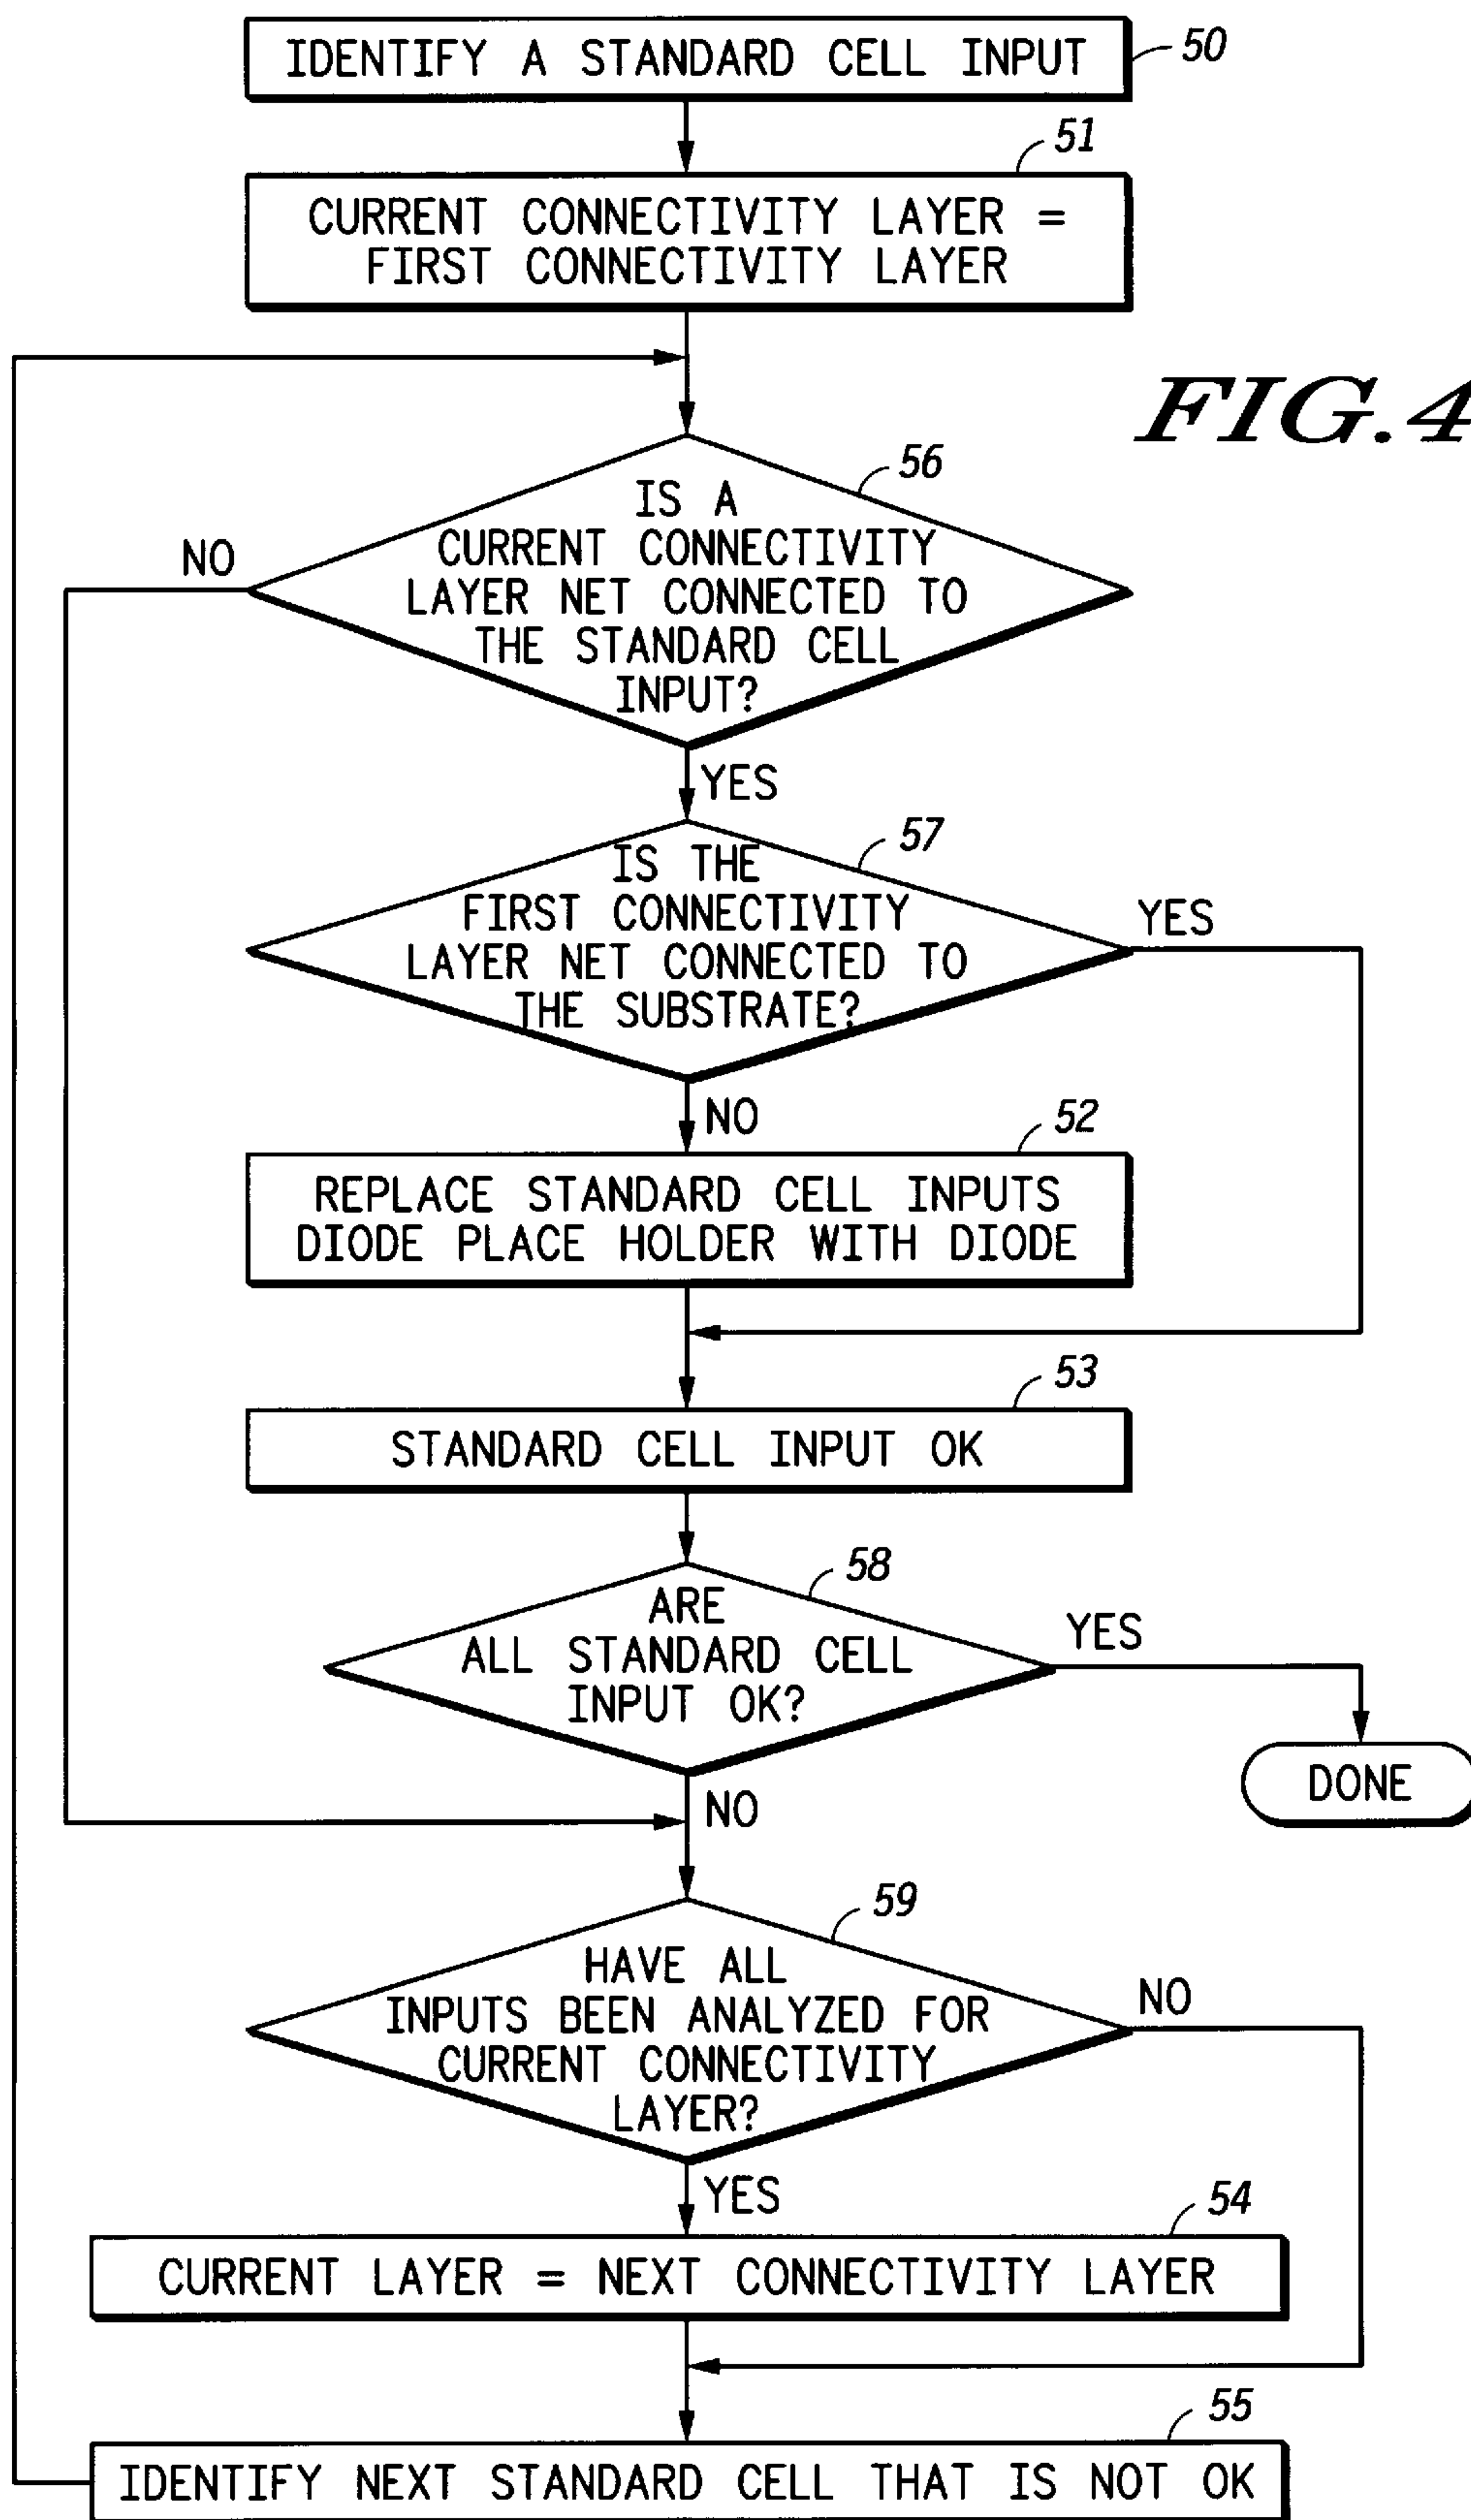 IDENTIFY A STANDARD CELL INPUT
50
51
CURRENT CONNECTIVITY LAYER =
FIRST CONNECTIVITY LAYER
FIG.4
56
IS A
CURRENT CONNECTIVITY
LAYER NET CONNECTED TO
THE STANDARD CELL
INPUT?
NO
YES
57
IS THE
FIRST CONNECTIVITY
LAYER NET CONNECTED TO
THE SUBSTRATE?
YES
NO
52
REPLACE STANDARD CELL INPUTS
DIODE PLACE HOLDER WITH DIODE
53
STANDARD CELL INPUT OK
58
ARE
ALL STANDARD CELL
INPUT OK?
YES
DONE
NO
59
HAVE ALL
INPUTS BEEN ANALYZED FOR
CURRENT CONNECTIVITY
LAYER?
NO
YES
54
CURRENT LAYER = NEXT CONNECTIVITY LAYER
55
IDENTIFY NEXT STANDARD CELL THAT IS NOT OK